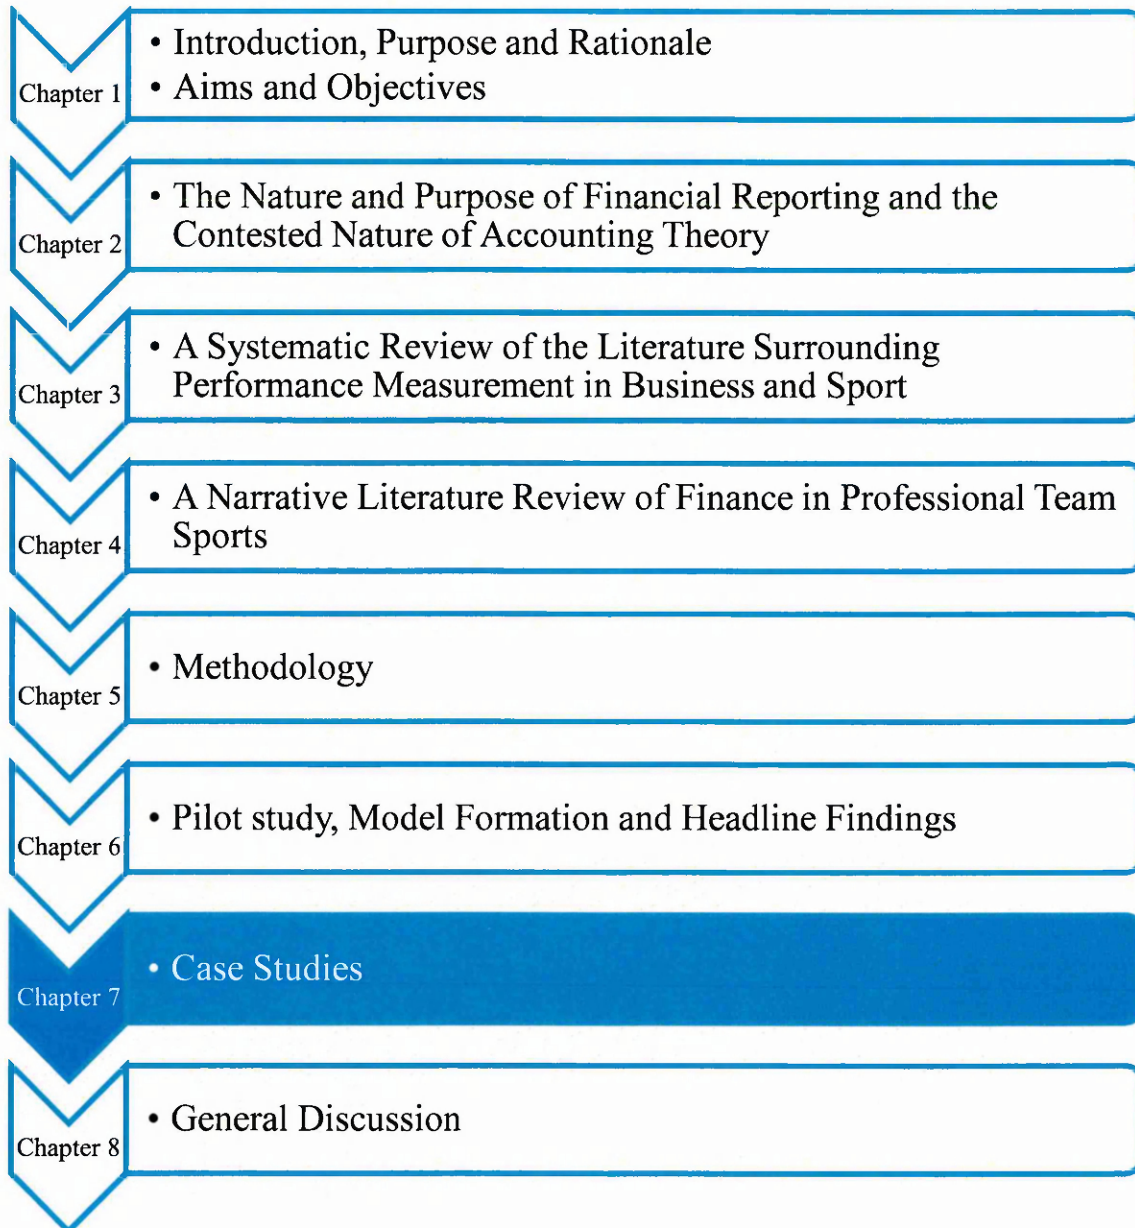 • Introduction, Purpose and Rationale
Chapter 1 • Aims and Objectives
• The Nature and Purpose of Financial Reporting and the
Chapter 2 Contested Nature of Accounting Theory
• A Systematic Review of the Literature Surrounding
Chapter 3 Performance Measurement in Business and Sport
• A Narrative Literature Review of Finance in Professional Team
Chapter 4 Sports
Chapter 5 • Methodology
Chapter 6 • Pilot study, Model Formation and Headline Findings
Chapter 7 • Case Studies
Chapter 8 • General Discussion